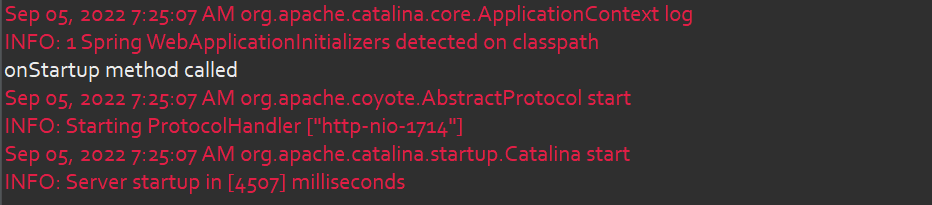 Sep 05, 2022 7:25:07 AM org.apache.catalina.core.ApplicationContext log
INFO: 1 Spring WebApplicationInitializers detected on classpath
onStartup method called
Sep 05, 2022 7:25:07 AM org.apache.coyote.AbstractProtocol start
INFO: Starting ProtocolHandler ["http-nio-1714"]
Sep 05, 2022 7:25:07 AM org.apache.catalina.startup.Catalina start
INFO: Server startup in [4507] milliseconds